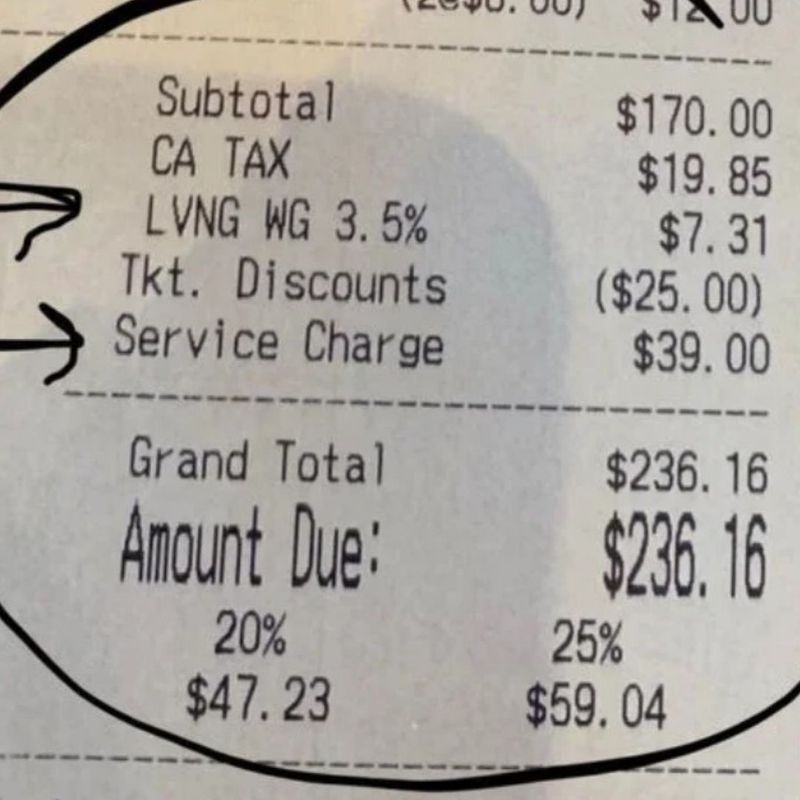 Subtotal $170.00
CA TAX $19.85
LVNG WG 3.5% $7.31
Tkt. Discounts ($25.00)
Service Charge $39.00
Grand Total $236.16
Amount Due: $236.16
20% 25%
$47.23 $59.04